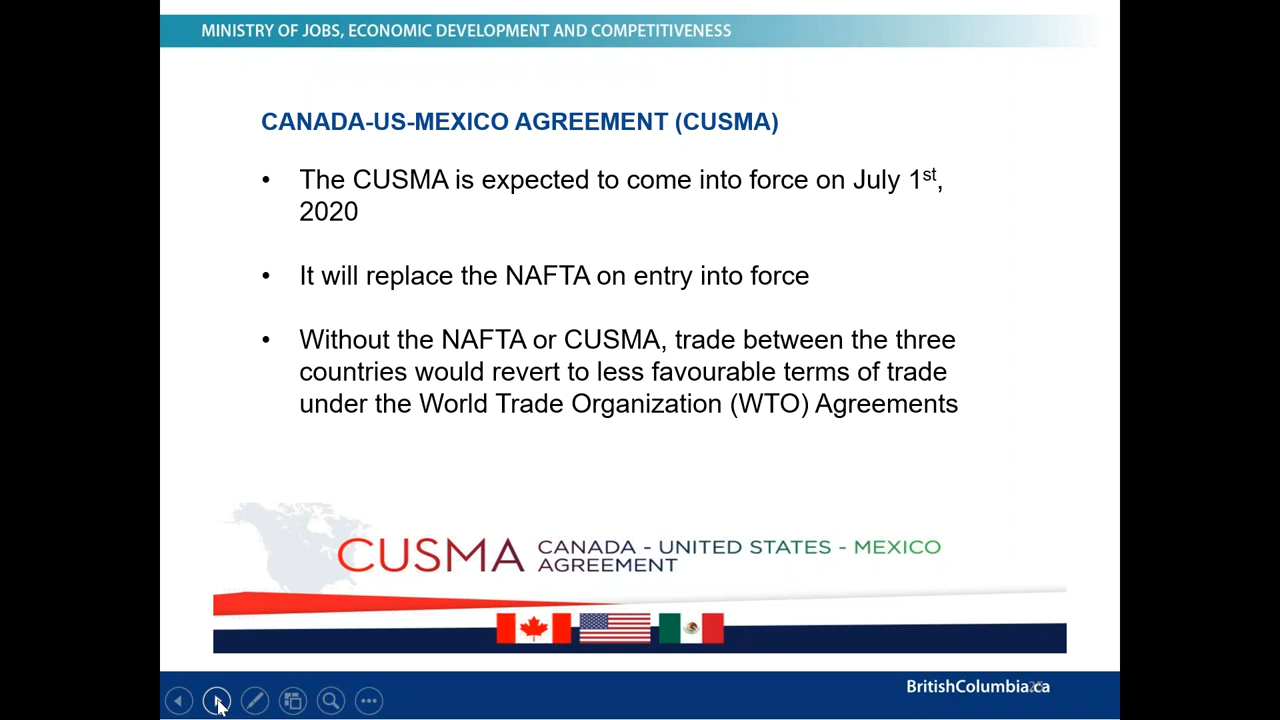 MINISTRY OF JOBS, ECONOMIC DEVELOPMENT AND COMPETITIVENESS
CANADA-US-MEXICO AGREEMENT (CUSMA)
• The CUSMA is expected to come into force on July 1st,
2020
• It will replace the NAFTA on entry into force
• Without the NAFTA or CUSMA, trade between the three
countries would revert to less favourable terms of trade
under the World Trade Organization (WTO) Agreements
CUSMA CANADA - UNITED STATES - MEXICO
AGREEMENT
BritishColumbia.ca